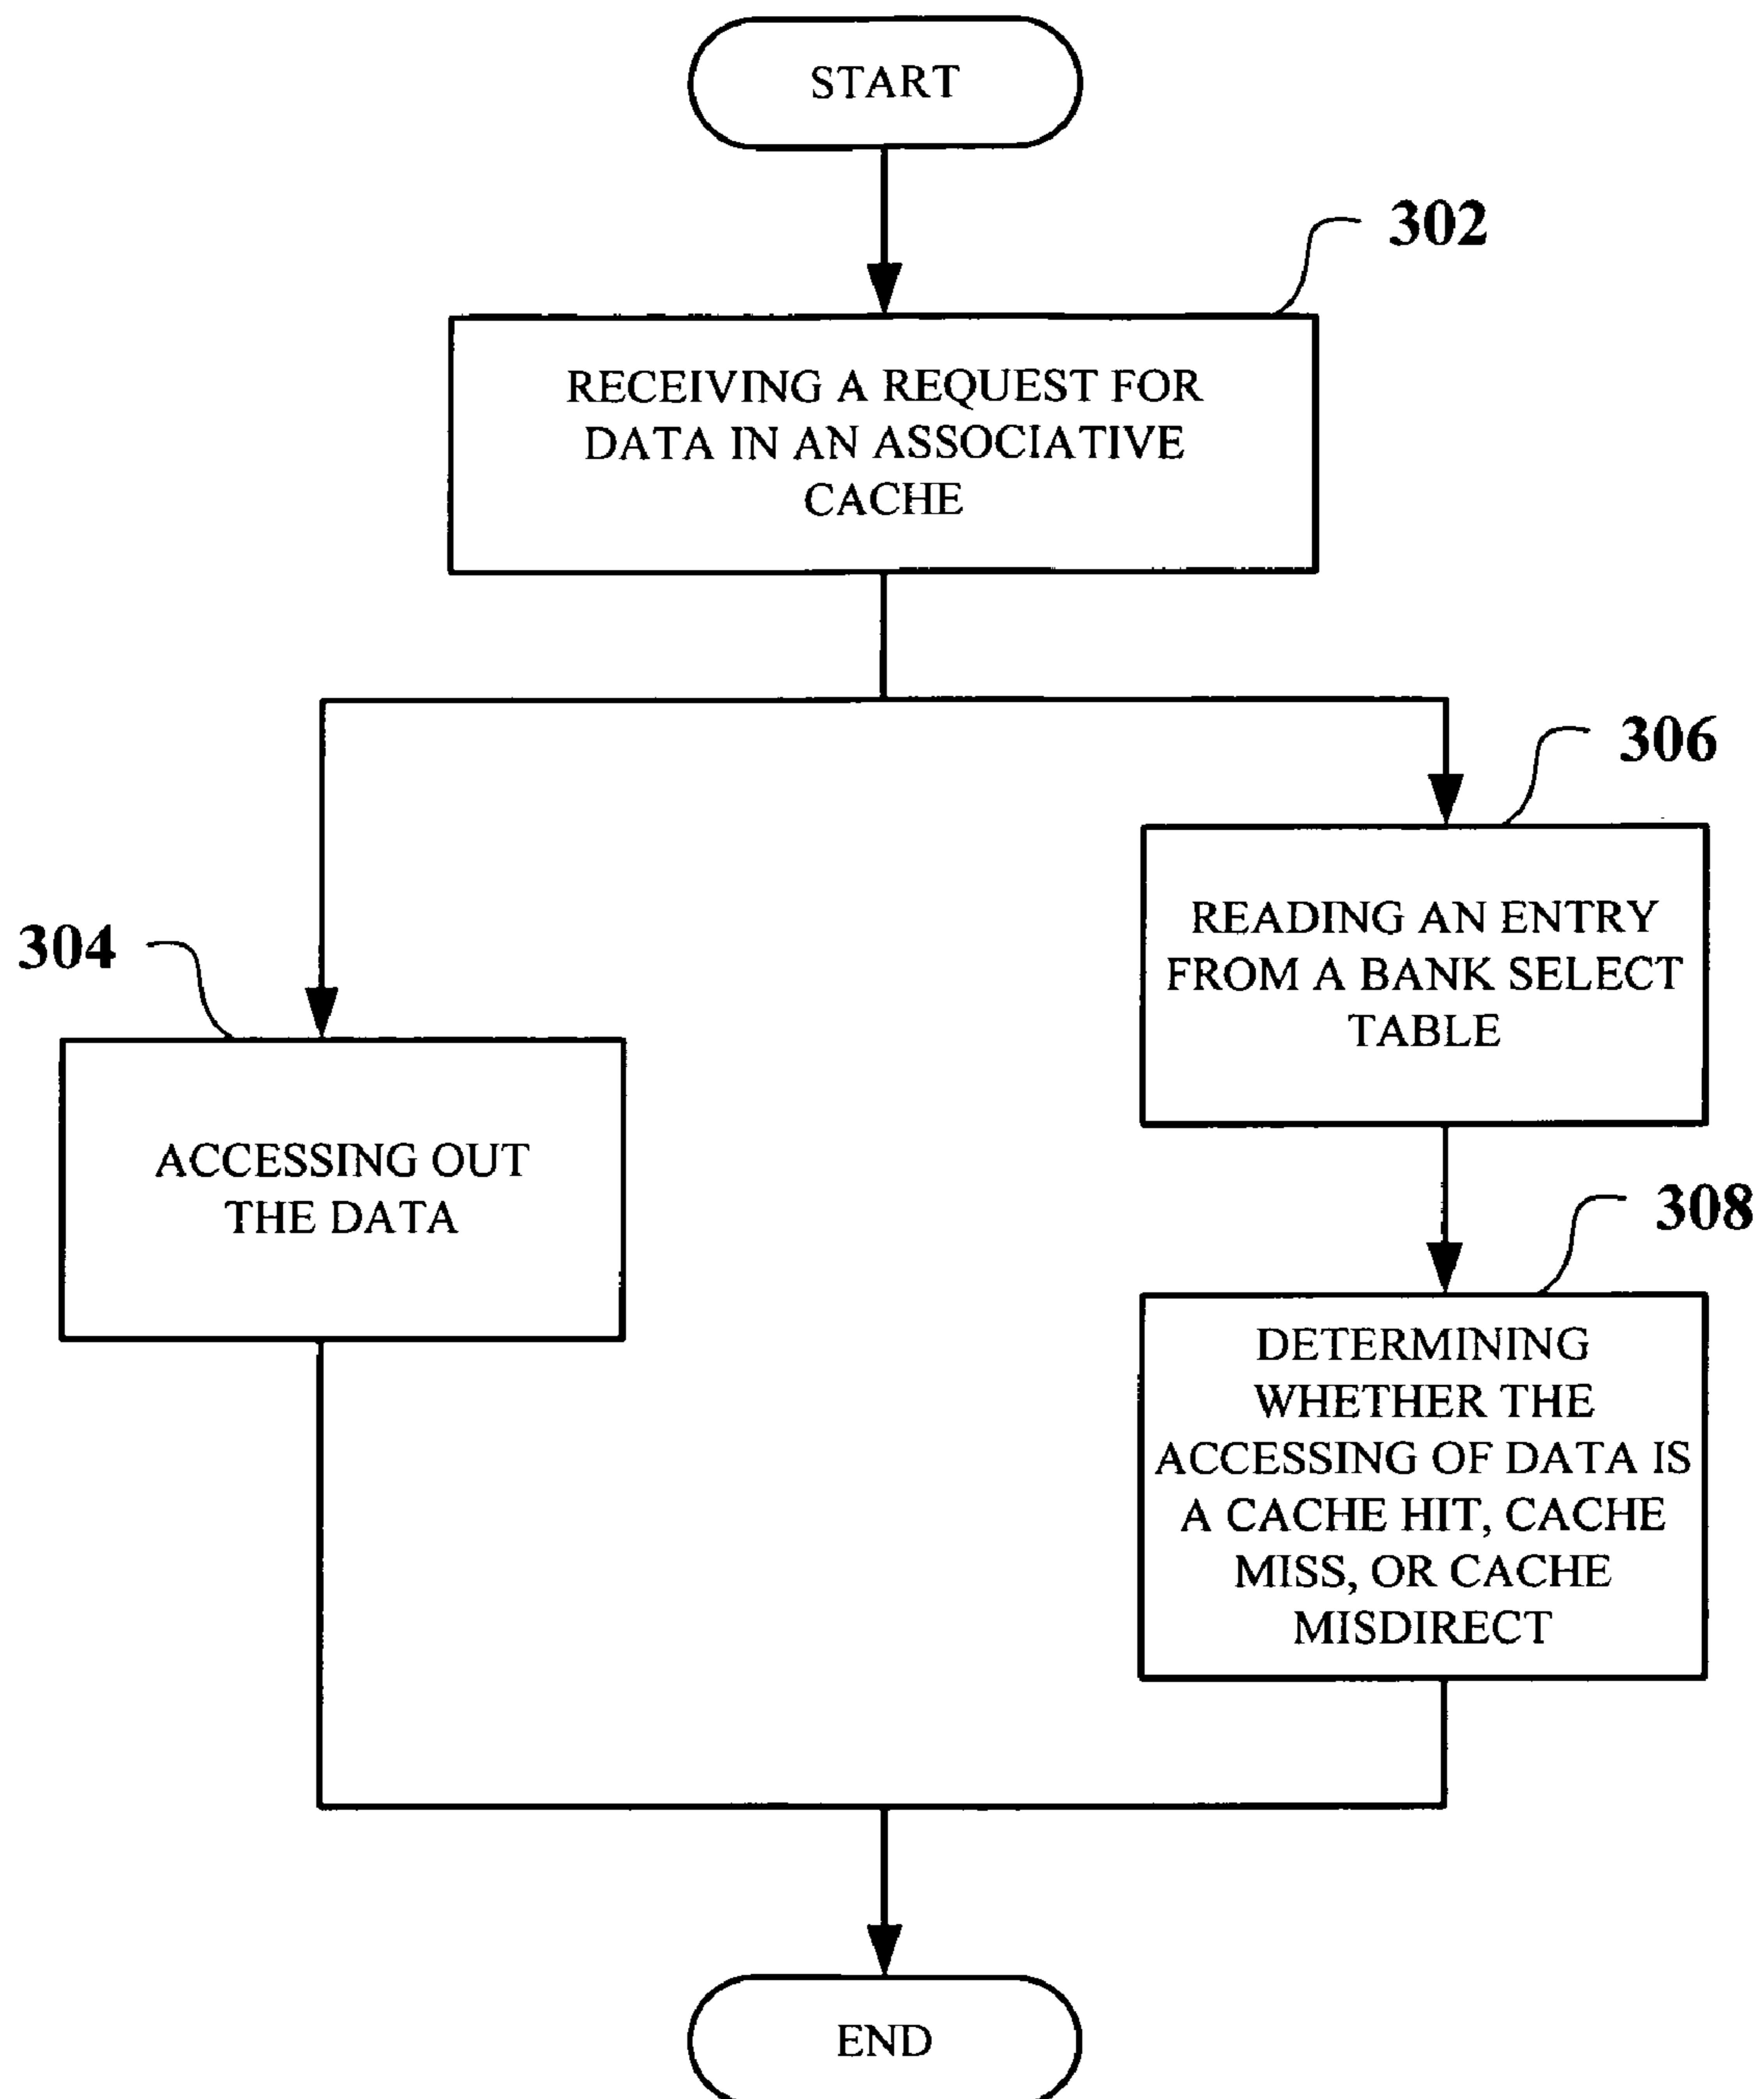 START
302
RECEIVING A REQUEST FOR
DATA IN AN ASSOCIATIVE
CACHE
306
READING AN ENTRY
FROM A BANK SELECT
TABLE
304
ACCESSING OUT
THE DATA
308
DETERMINING
WHETHER THE
ACCESSING OF DATA IS
A CACHE HIT, CACHE
MISS, OR CACHE
MISDIRECT
END